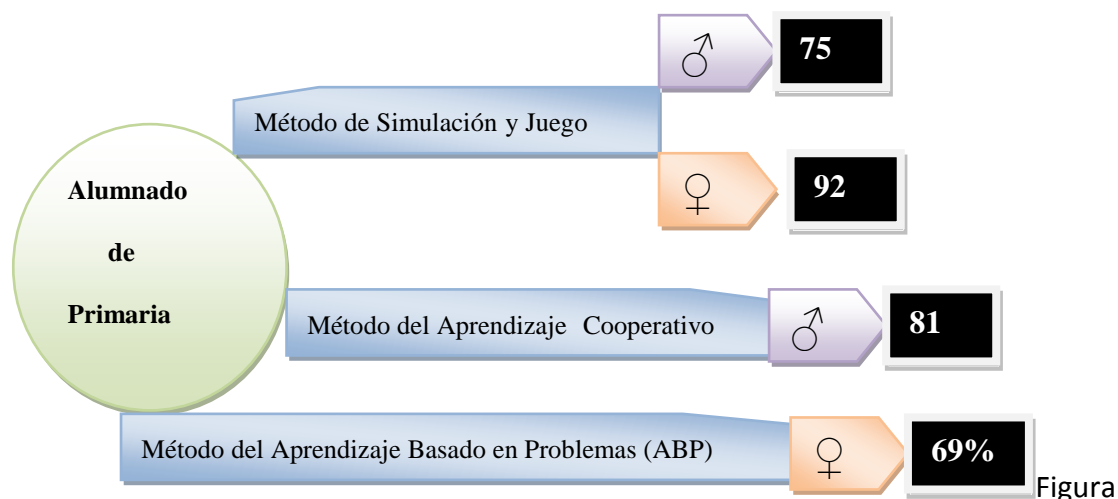 ♂
75
Método de Simulación y Juego
♀
92
Alumnado
de
Primaria
Método del Aprendizaje Cooperativo
♂
81
Método del Aprendizaje Basado en Problemas (ABP)
♀
69%
Figura